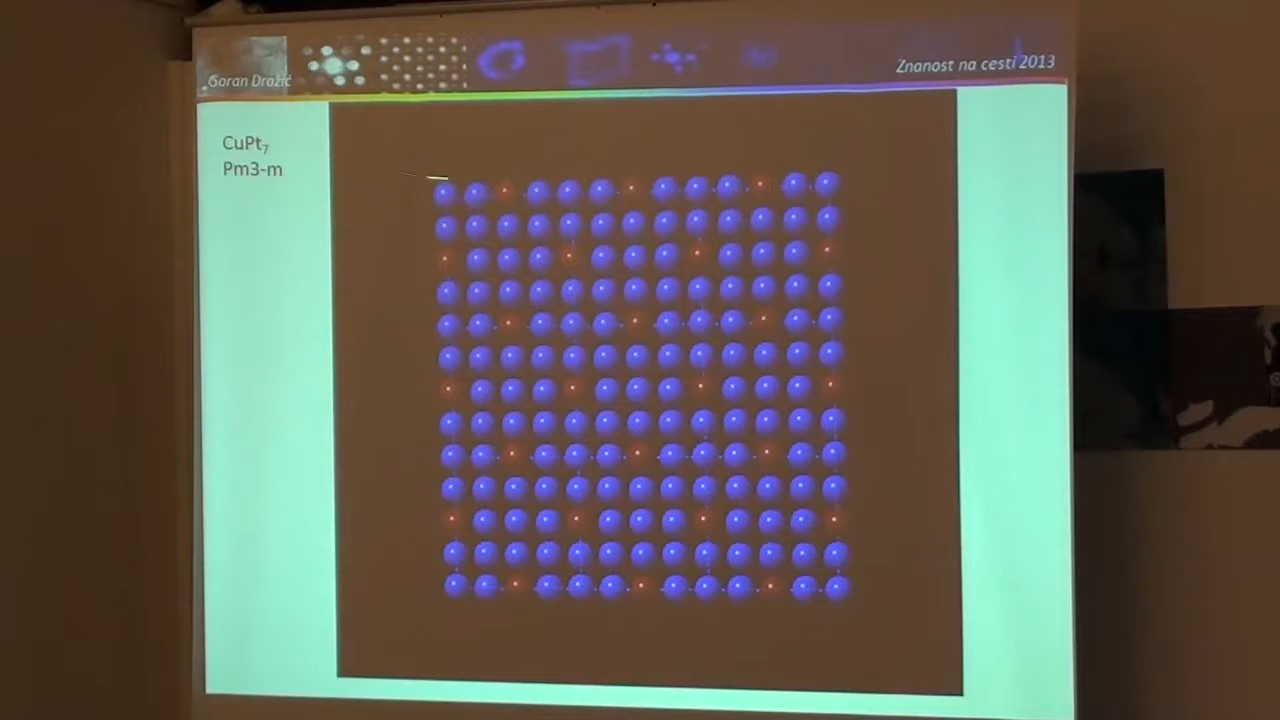 Goran Dražić
Znanost na cesti 2013
CuPt₇
Pm3-m